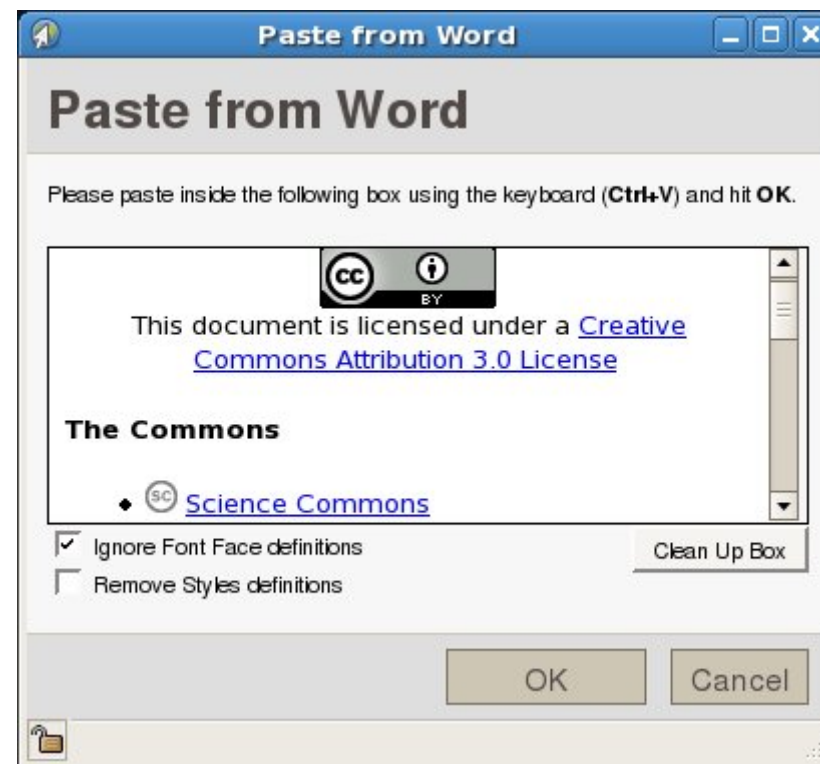 Paste from Word
Paste from Word
Please paste inside the following box using the keyboard (Ctrl+V) and hit OK.
cc
BY
This document is licensed under a Creative
Commons Attribution 3.0 License
The Commons
• sc Science Commons
Ignore Font Face definitions
Clean Up Box
Remove Styles definitions
OK
Cancel